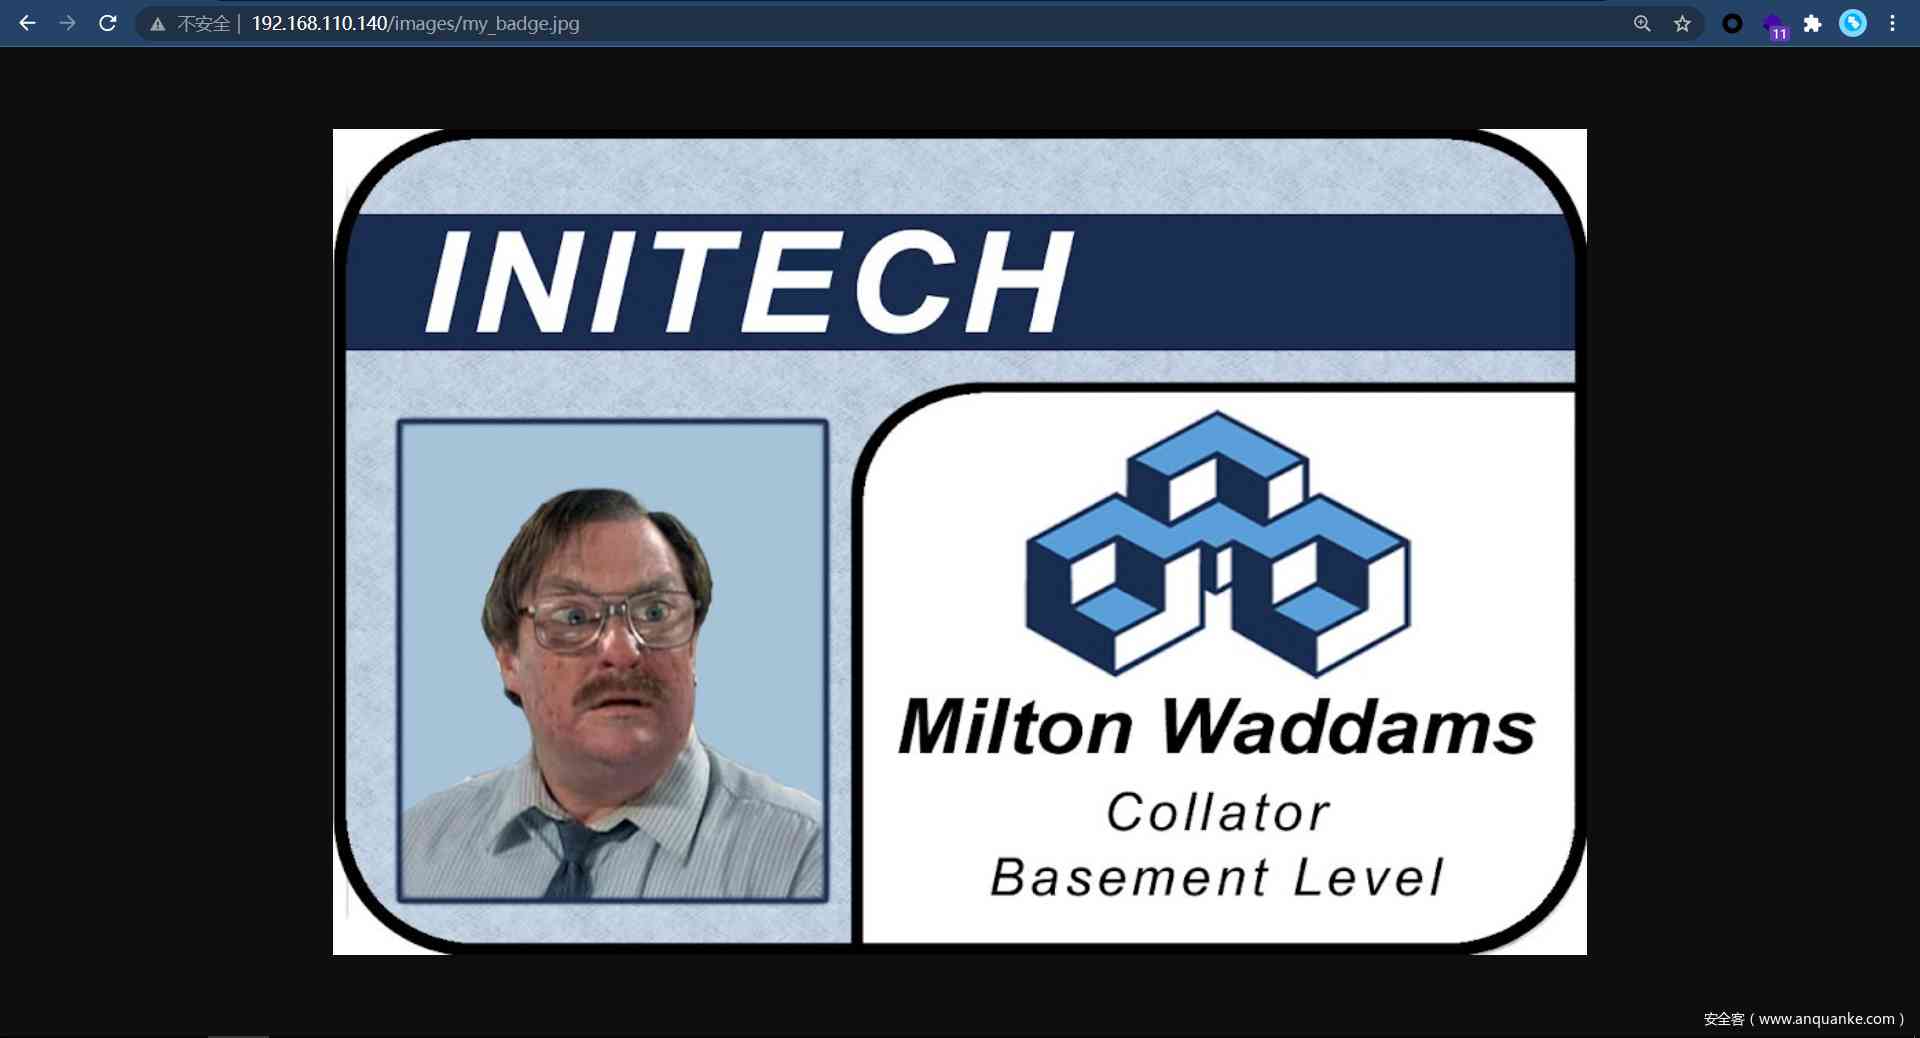 不安全 | 192.168.110.140/images/my_badge.jpg
11
INITECH
Milton Waddams
Collator
Basement Level
安全客（www.anquanke.com）